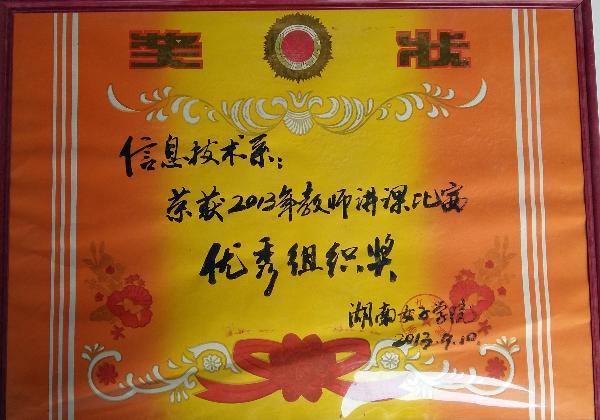 奖 状
信息技术系：
荣获2013年教师讲课比赛
优秀组织奖
湖南女子学院
2013.9.10.